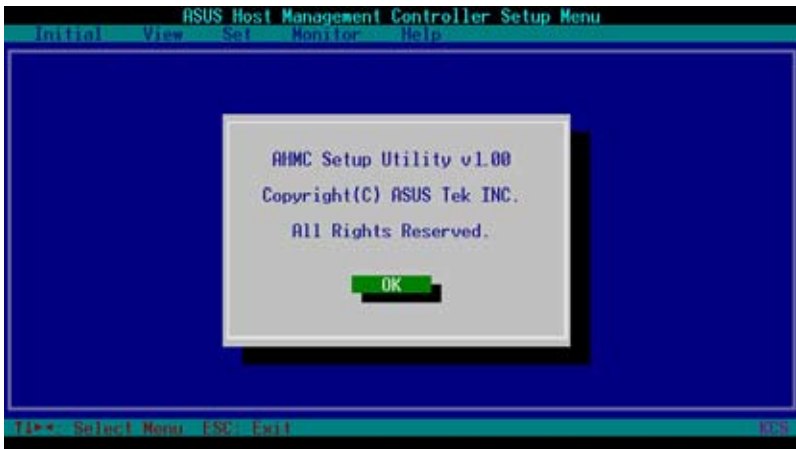 ASUS Host Management Controller Setup Menu
Initial View Set Monitor Help
AHMC Setup Utility v1.00
Copyright(C) ASUS Tek INC.
All Rights Reserved.
OK
↑↓►◄: Select Menu ESC: Exit KCS